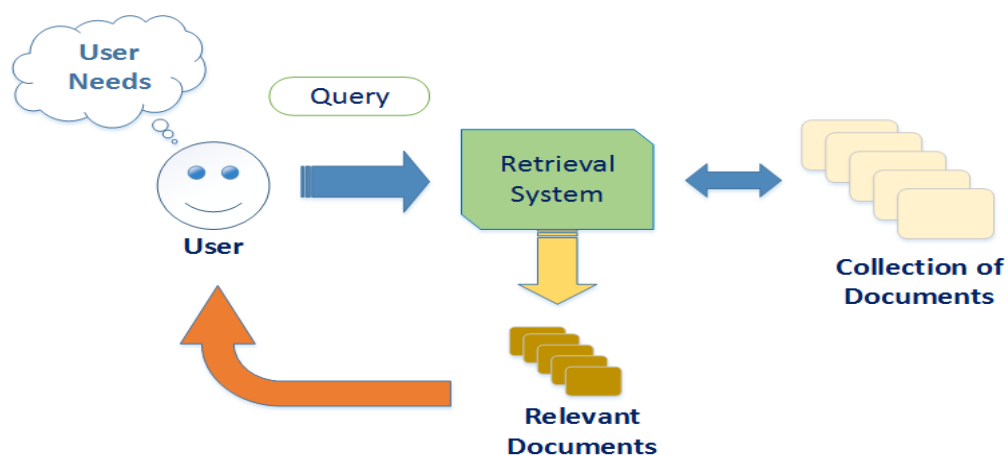 User
Needs
Query
Retrieval
System
User
Collection of
Documents
Relevant
Documents